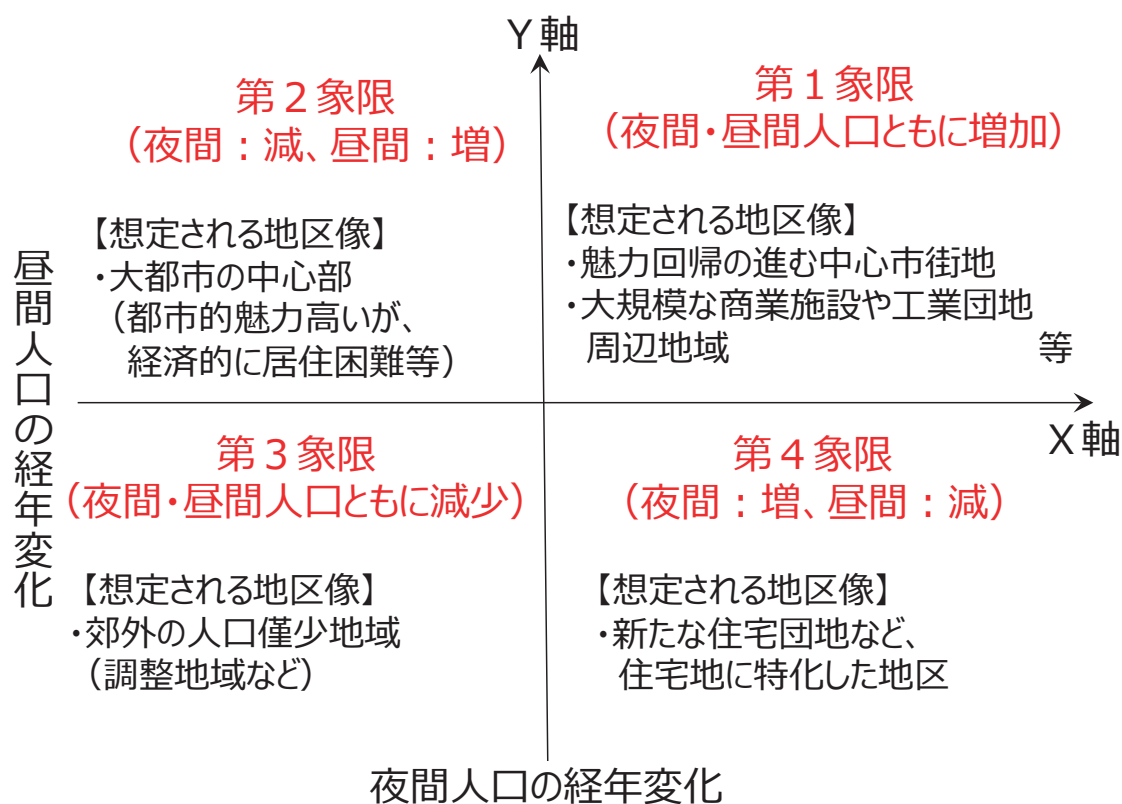 Y軸
第2象限
(夜間:減、昼間:増)
【想定される地区像】
・大都市の中心部
(都市的魅力高いが、
経済的に居住困難等)
第1象限
(夜間・昼間人口ともに増加)
【想定される地区像】
・魅力回帰の進む中心市街地
・大規模な商業施設や工業団地
周辺地域 等
昼間人口の経年変化
X軸
第3象限
(夜間・昼間人口ともに減少)
【想定される地区像】
・郊外の人口僅少地域
(調整地域など)
第4象限
(夜間:増、昼間:減)
【想定される地区像】
・新たな住宅団地など、
住宅地に特化した地区
夜間人口の経年変化